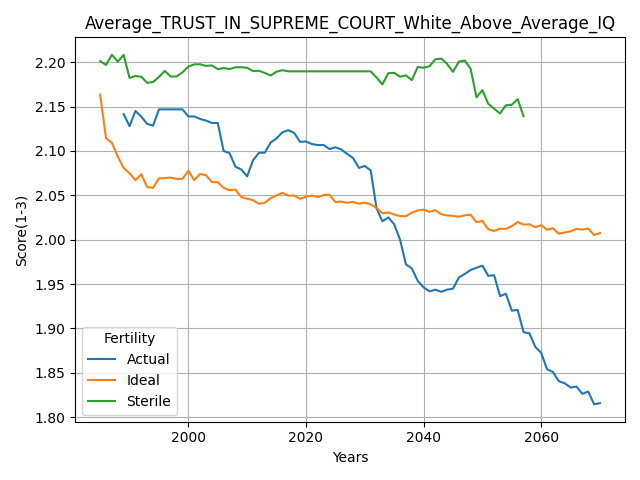 Average_TRUST_IN_SUPREME_COURT_White_Above_Average_IQ
Score(1-3)
2.20
2.15
2.10
2.05
2.00
1.95
1.90
1.85
1.80
Fertility
Actual
Ideal
Sterile
2000 2020 2040 2060
Years